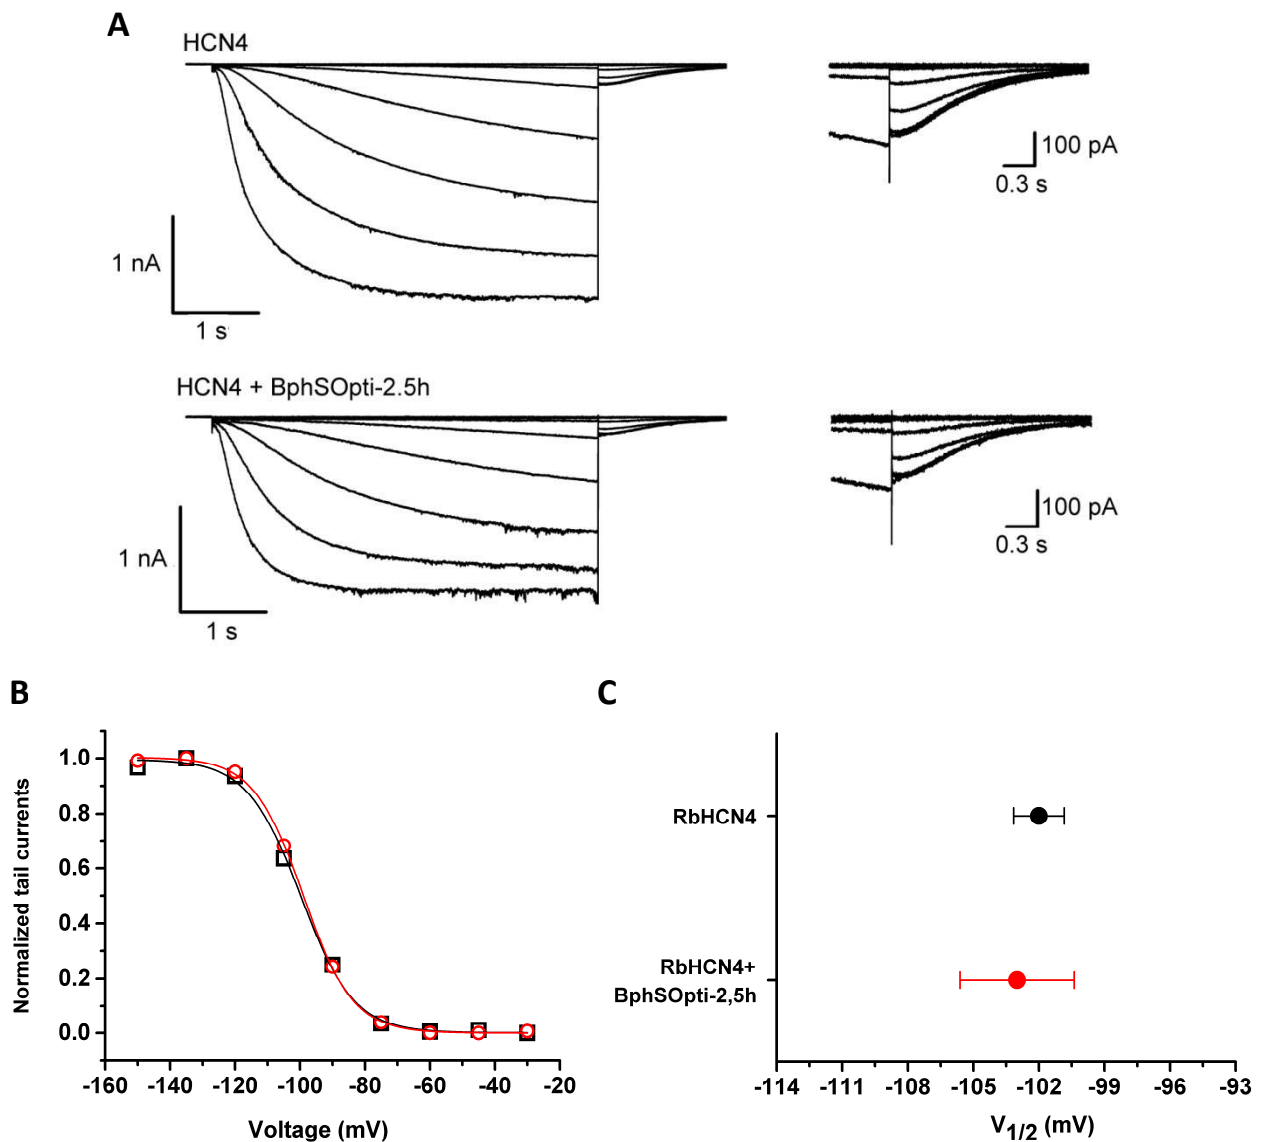 A
HCN4
100 pA
0.3 s
1 nA
1 s
HCN4 + BphSOpti-2.5h
100 pA
0.3 s
1 nA
1 s
B
Normalized tail currents
1.0
0.8
0.6
0.4
0.2
0.0
-160 -140 -120 -100 -80 -60 -40 -20
Voltage (mV)
C
RbHCN4
RbHCN4+
BphSOpti-2,5h
-114 -111 -108 -105 -102 -99 -96 -93
V1/2 (mV)